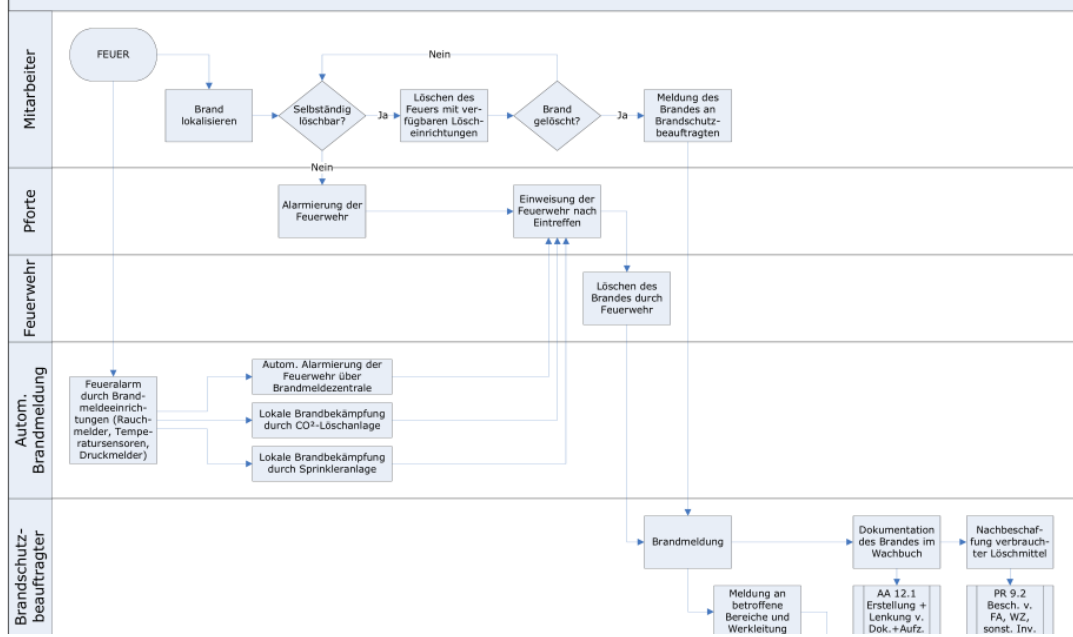 Mitarbeiter
FEUER
Brand
lokalisieren
Selbständig
löschbar?
Nein
Ja
Löschen des
Feuers mit ver-
fügbaren Lösch-
einrichtungen
Brand
gelöscht?
Ja
Meldung des
Brandes an
Brandschutz-
beauftragten
Nein
Pforte
Alarmierung der
Feuerwehr
Einweisung der
Feuerwehr nach
Eintreffen
Feuerwehr
Löschen des
Brandes durch
Feuerwehr
Autom.
Brandmeldung
Feueralarm
durch Brand-
meldeeinrich-
tungen (Rauch-
melder, Tempe-
ratursensoren,
Druckmelder)
Autom. Alarmierung der
Feuerwehr über
Brandmeldezentrale
Lokale Brandbekämpfung
durch CO²-Löschanlage
Lokale Brandbekämpfung
durch Sprinkleranlage
Brandschutz-
beauftragter
Brandmeldung
Dokumentation
des Brandes im
Wachbuch
Nachbeschaf-
fung verbrauch-
ter Löschmittel
Meldung an
betroffene
Bereiche und
Werkleitung
AA 12.1
Erstellung +
Lenkung v.
Dok.+Aufz.
PR 9.2
Besch. v.
FA, WZ,
sonst. Inv.